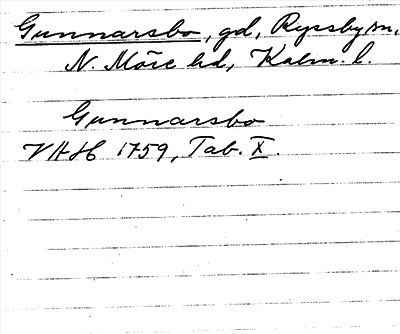 Gunnarsbo, gd, Ryssby sn,
N. Möre hd, Kalm. l.
Gunnarsbo
VHH 1759, Tab. X.